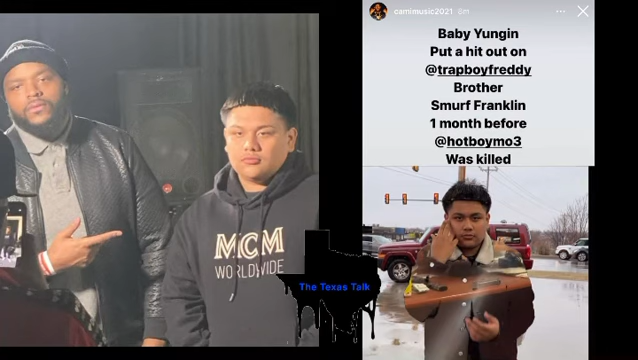 camimusic2021 8m
Baby Yungin
Put a hit out on
@trapboyfreddy
Brother
Smurf Franklin
1 month before
@hotboymo3
Was killed
MCM
WORLDWIDE
The Texas Talk